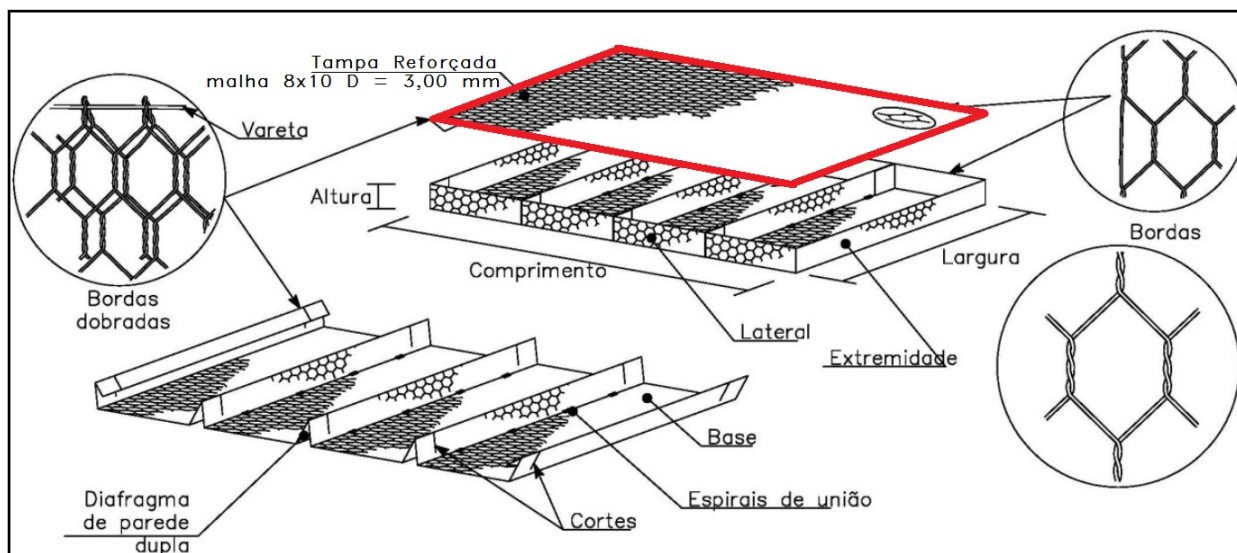 Tampa Reforçada
malha 8x10 D = 3,00 mm
Vareta
Altura
Bordas
Largura
Comprimento
Bordas
dobradas
Lateral
Extremidade
Base
Diafragma
de parede
dupla
Cortes
Espirais de união